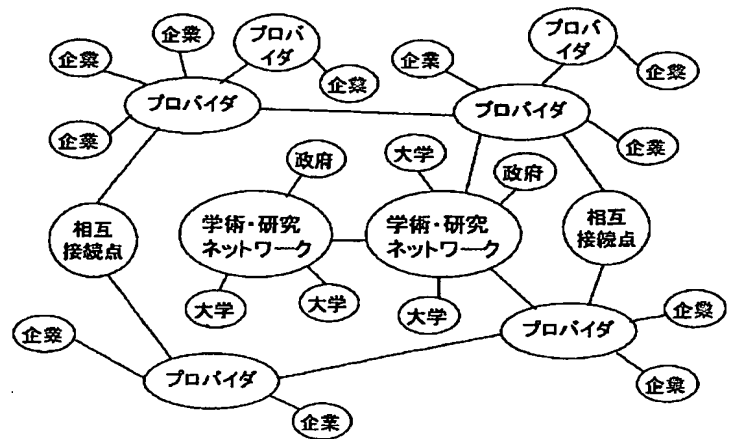 企業
プロバ
イダ
プロバ
イダ
企業
企業
企業
企業
プロバイダ
プロバイダ
企業
企業
大学
政府
政府
学術・研究
ネットワーク
学術・研究
ネットワーク
相互
接続点
相互
接続点
大学
大学
大学
企業
プロバイダ
企業
プロバイダ
企業
企業